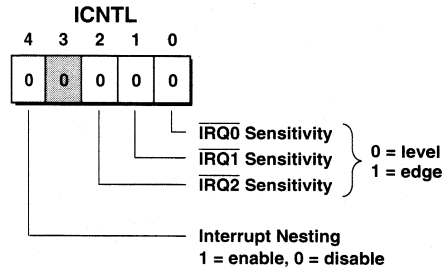 ICNTL
4 3 2 1 0
0 0 0 0 0
IRQ0 Sensitivity
IRQ1 Sensitivity
IRQ2 Sensitivity
0 = level
1 = edge
Interrupt Nesting
1 = enable, 0 = disable